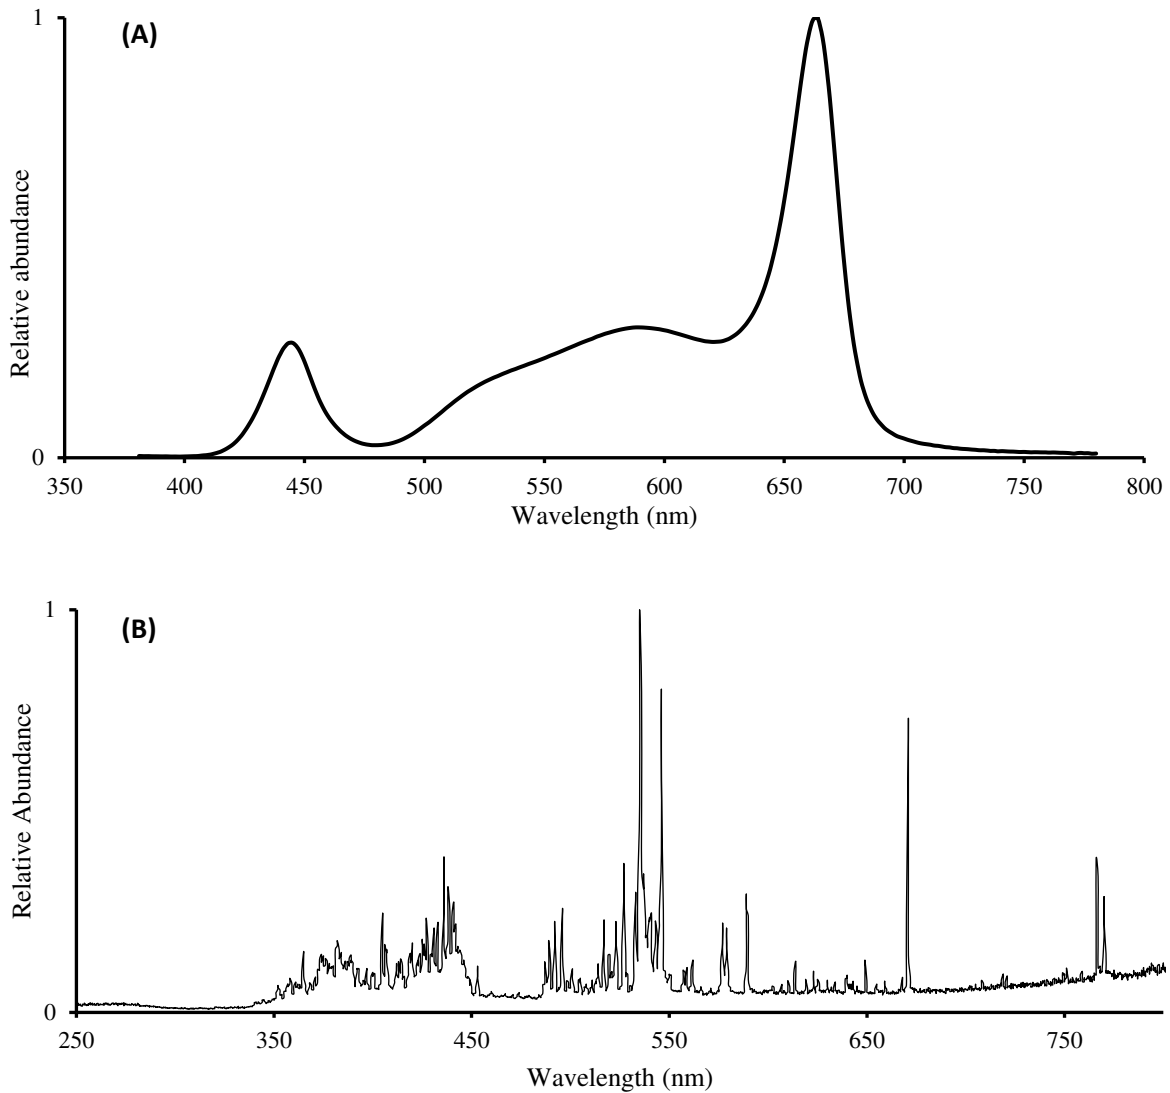 (A)
1
Relative abundance
0
350 400 450 500 550 600 650 700 750 800
Wavelength (nm)
(B)
1
Relative Abundance
0
250 350 450 550 650 750
Wavelength (nm)